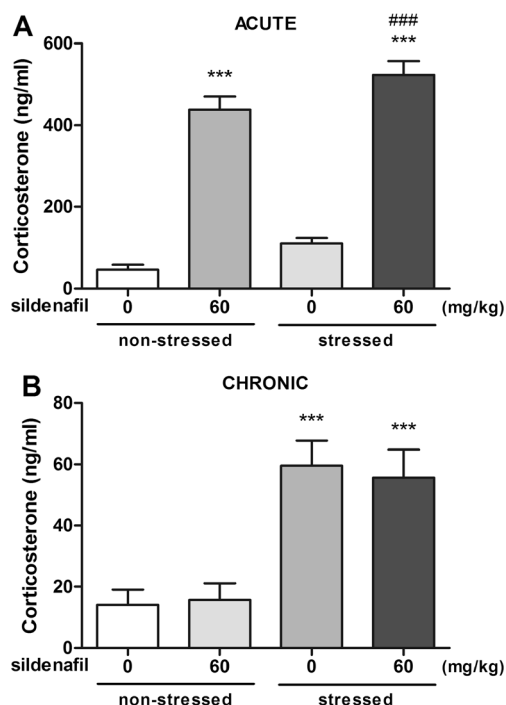 A
ACUTE
###
***
***
Corticosterone (ng/ml)
600
400
200
0
sildenafil 0 60 0 60 (mg/kg)
non-stressed stressed
B
CHRONIC
*** ***
Corticosterone (ng/ml)
80
60
40
20
0
sildenafil 0 60 0 60 (mg/kg)
non-stressed stressed